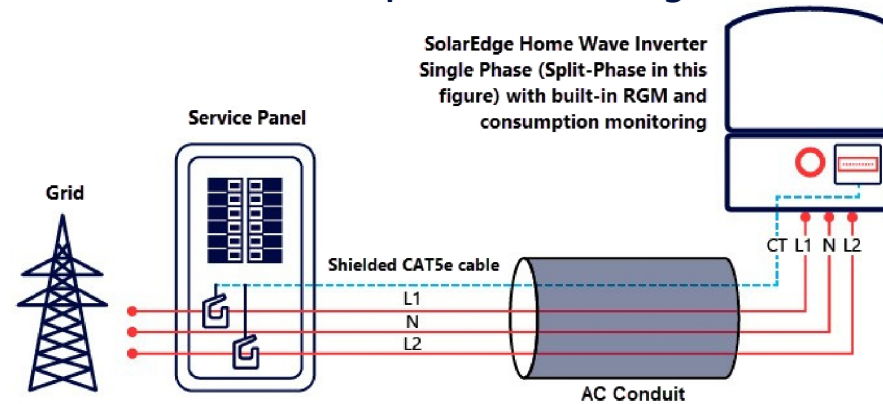 SolarEdge Home Wave Inverter
Single Phase (Split-Phase in this
figure) with built-in RGM and
consumption monitoring
Service Panel
Grid
CT L1 N L2
Shielded CAT5e cable
L1
N
L2
AC Conduit